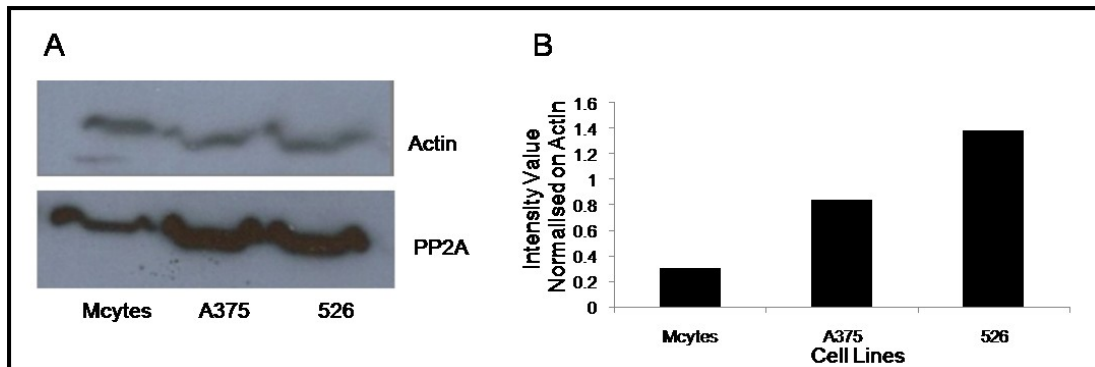 A
Actin
PP2A
Mcytes A375 526
B
Intensity Value
Normalised on Actin
1.6
1.4
1.2
1
0.8
0.6
0.4
0.2
0
Mcytes A375 526
Cell Lines